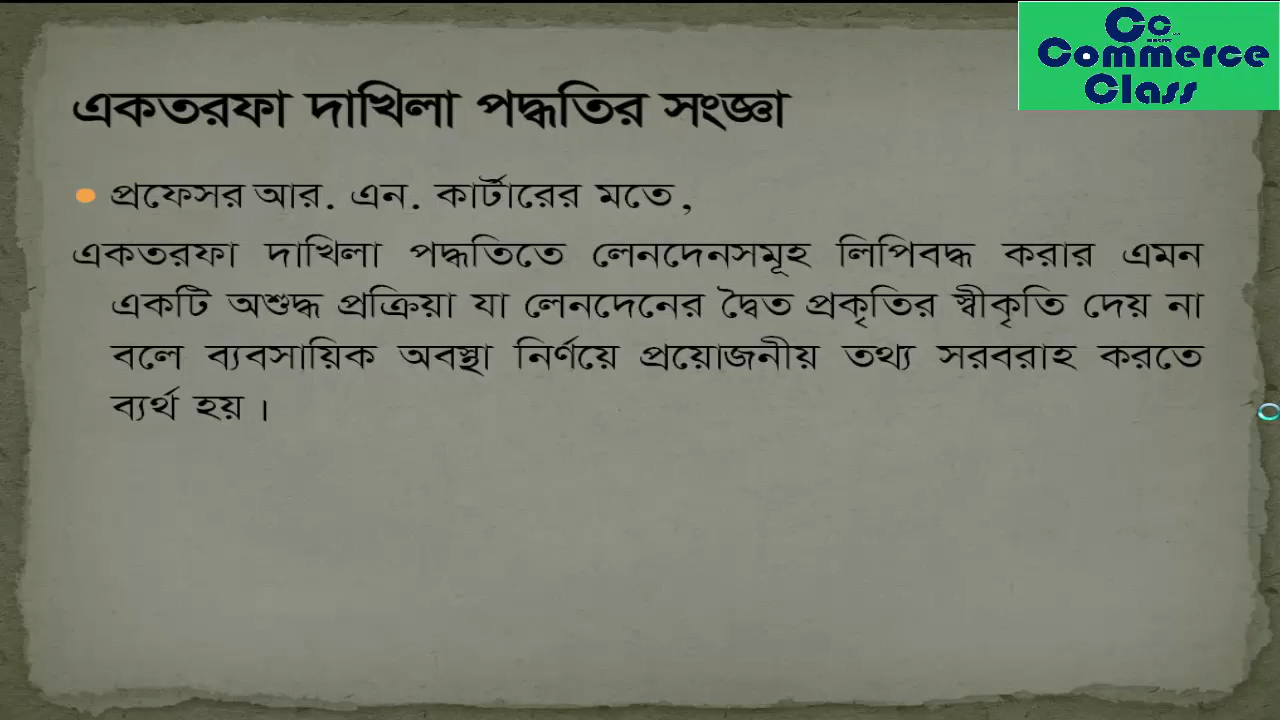 Cc
Commerce
Class
একতরফা দাখিলা পদ্ধতির সংজ্ঞা
প্রফেসর আর. এন. কার্টারের মতে,
একতরফা দাখিলা পদ্ধতিতে লেনদেনসমূহ লিপিবদ্ধ করার এমন
একটি অশুদ্ধ প্রক্রিয়া যা লেনদেনের দ্বৈত প্রকৃতির স্বীকৃতি দেয় না
বলে ব্যবসায়িক অবস্থা নির্ণয়ে প্রয়োজনীয় তথ্য সরবরাহ করতে
ব্যর্থ হয়।